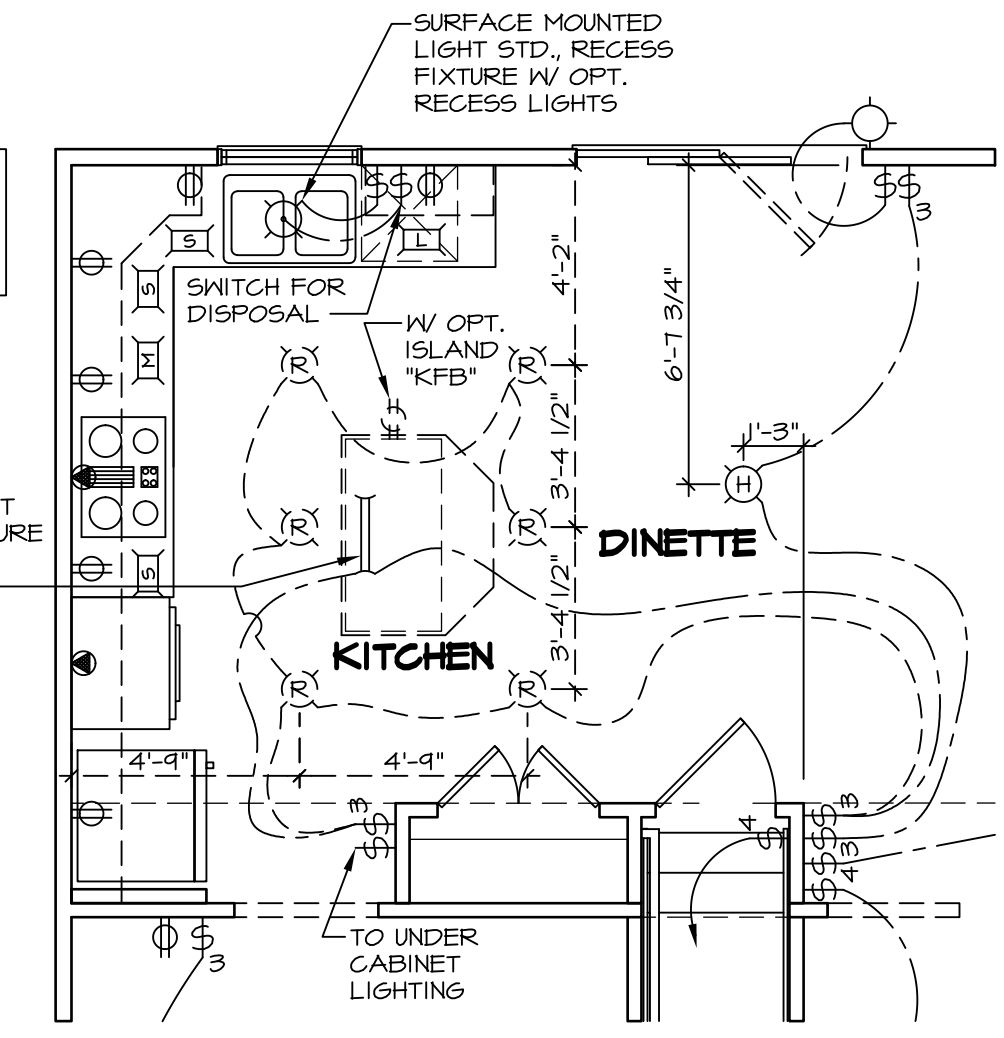 SURFACE MOUNTED
LIGHT STD., RECESS
FIXTURE W/ OPT.
RECESS LIGHTS
$$
$$
3
S
L
S
M
S
SWITCH FOR
DISPOSAL
W/ OPT.
ISLAND
"KFB"
4'-2"
6'-7 3/4"
3'-4 1/2"
3'-4 1/2"
1'-3"
R
R
R
R
R
R
H
T
URE
DINETTE
KITCHEN
4'-9"
4'-9"
$$
3
$
4
$$$$
3
3
4
$
3
TO UNDER
CABINET
LIGHTING